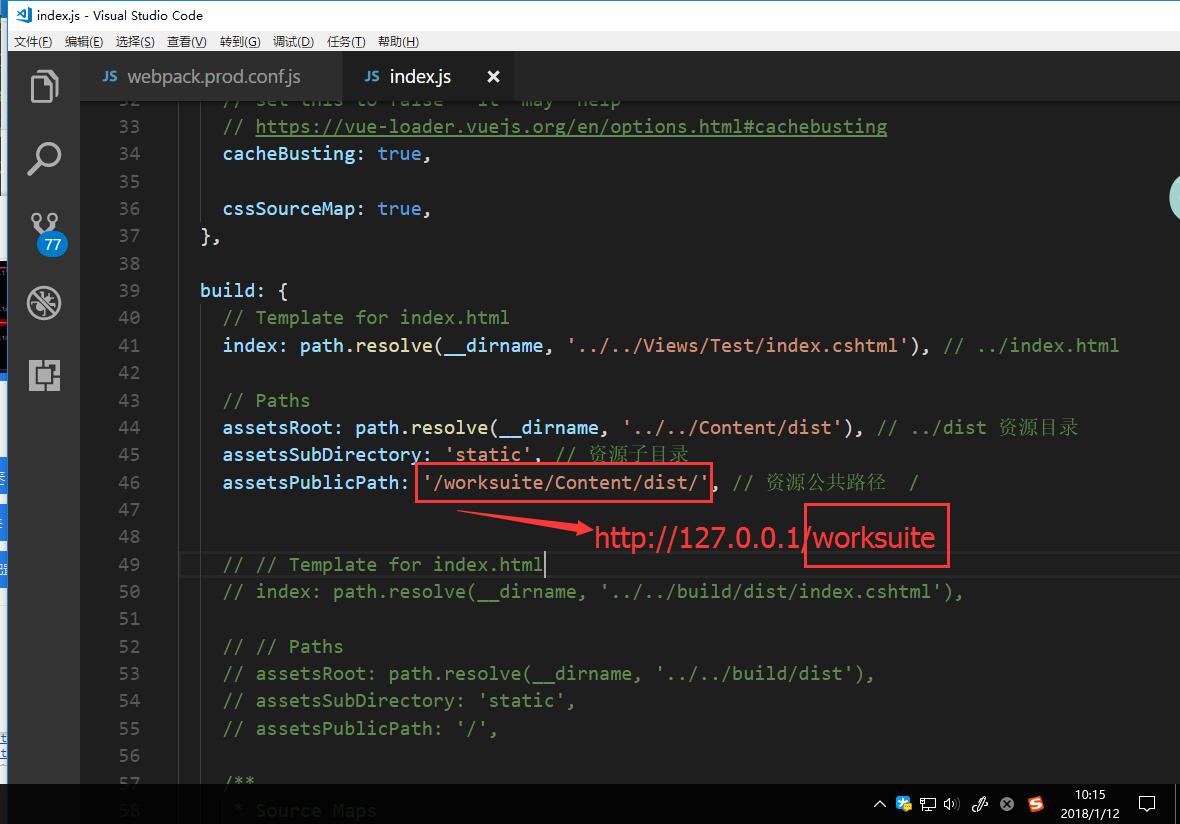 index.js - Visual Studio Code
文件(F) 编辑(E) 选择(S) 查看(V) 转到(G) 调试(D) 任务(T) 帮助(H)
JS webpack.prod.conf.js JS index.js ×
32 // set this to false - it *may* help
33 // https://vue-loader.vuejs.org/en/options.html#cachebusting
34 cacheBusting: true,
35
36 cssSourceMap: true,
37 },
38
39 build: {
40 // Template for index.html
41 index: path.resolve(__dirname, '../../Views/Test/index.cshtml'), // ../index.html
42
43 // Paths
44 assetsRoot: path.resolve(__dirname, '../../Content/dist'), // ../dist 资源目录
45 assetsSubDirectory: 'static', // 资源子目录
46 assetsPublicPath: '/worksuite/Content/dist/', // 资源公共路径 /
47
http://127.0.0.1/worksuite
48
49 // // Template for index.html
50 // index: path.resolve(__dirname, '../../build/dist/index.cshtml'),
51
52 // // Paths
53 // assetsRoot: path.resolve(__dirname, '../../build/dist'),
54 // assetsSubDirectory: 'static',
55 // assetsPublicPath: '/',
56
57 /**
58 * Source Maps
77
10:15
2018/1/12